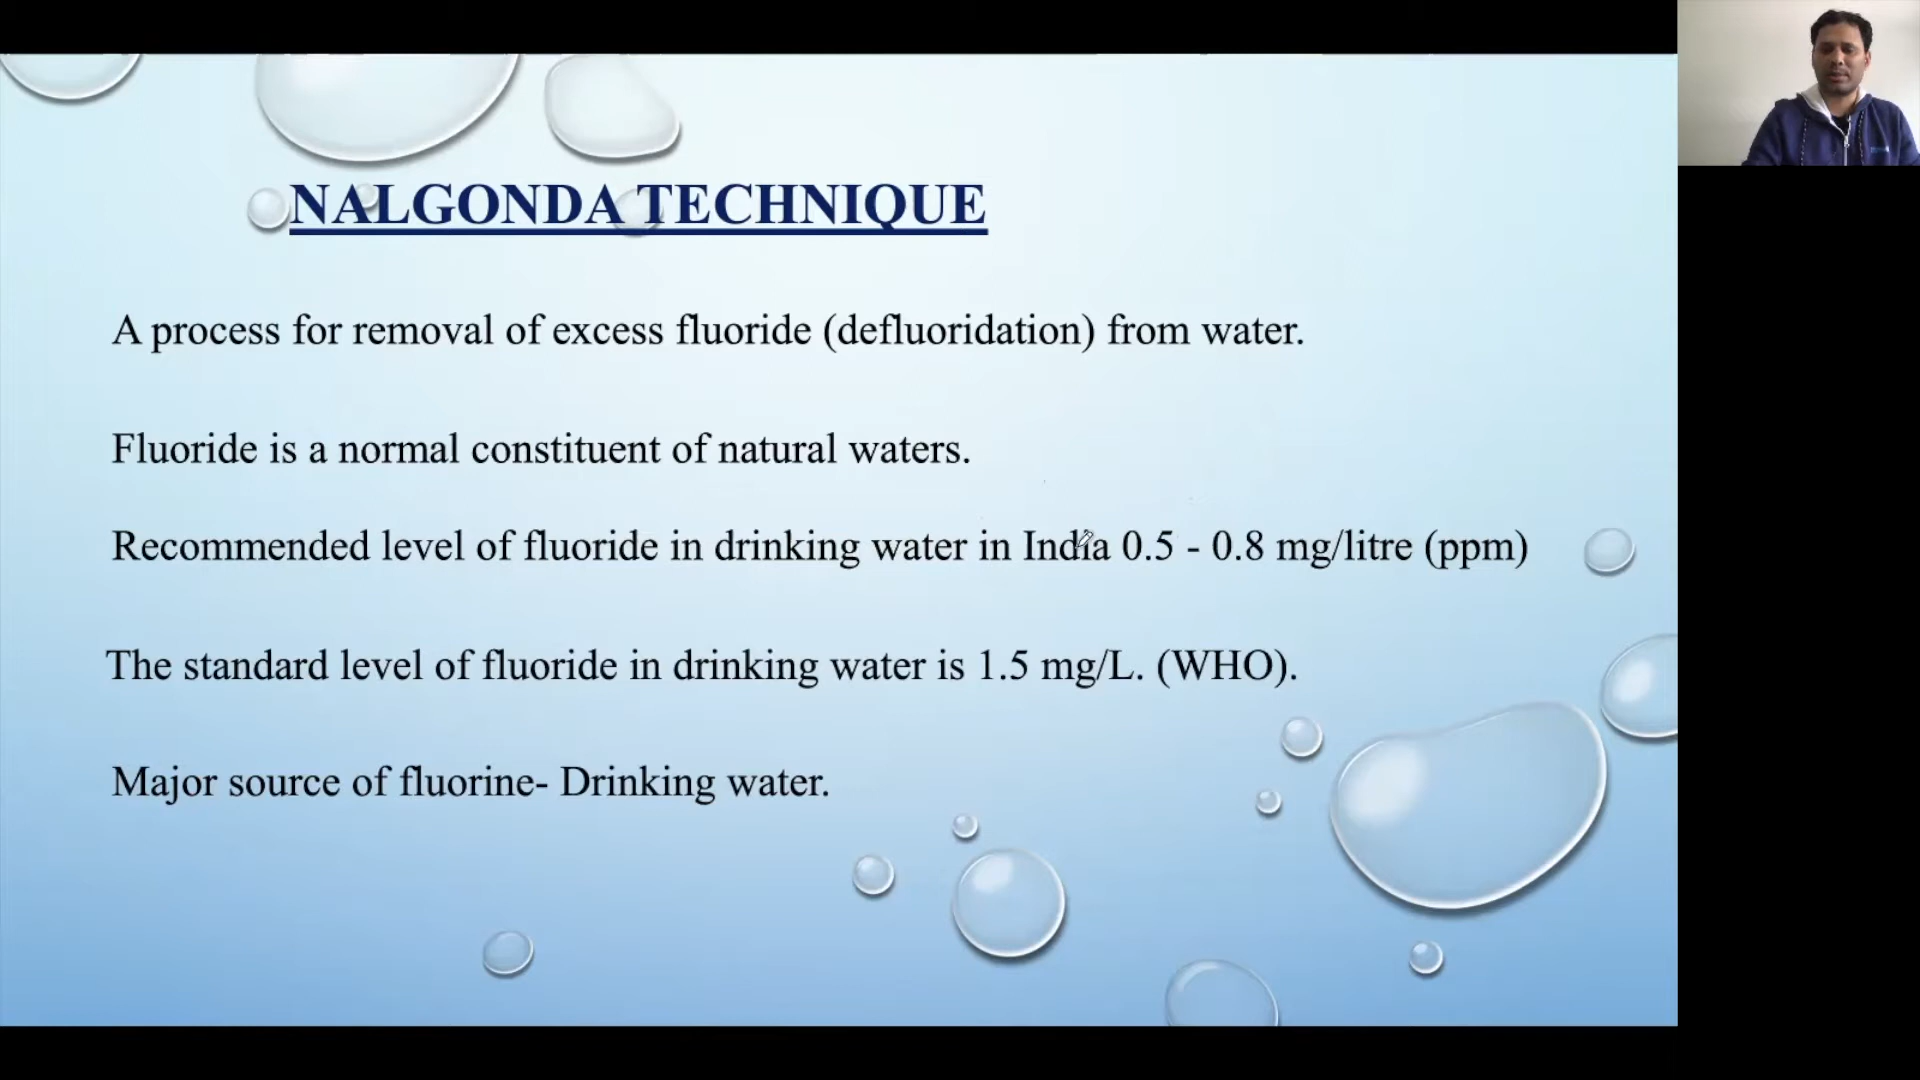 NALGONDA TECHNIQUE
A process for removal of excess fluoride (defluoridation) from water.
Fluoride is a normal constituent of natural waters.
Recommended level of fluoride in drinking water in India 0.5 - 0.8 mg/litre (ppm)
The standard level of fluoride in drinking water is 1.5 mg/L. (WHO).
Major source of fluorine- Drinking water.